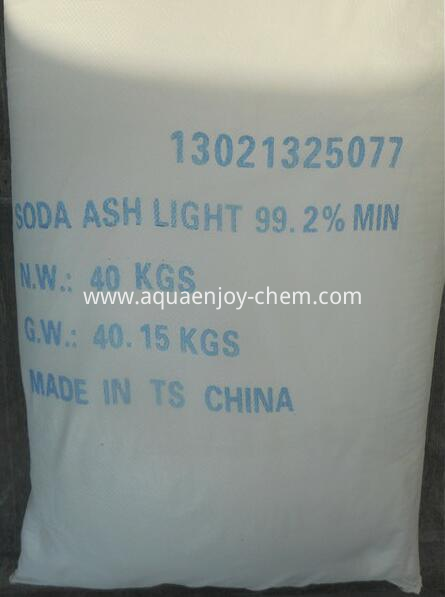 13021325077
SODA ASH LIGHT 99.2% MIN
N.W.: 40 KGS
www.aquaenjoy-chem.com
G.W.: 40.15 KGS
MADE IN TS CHINA